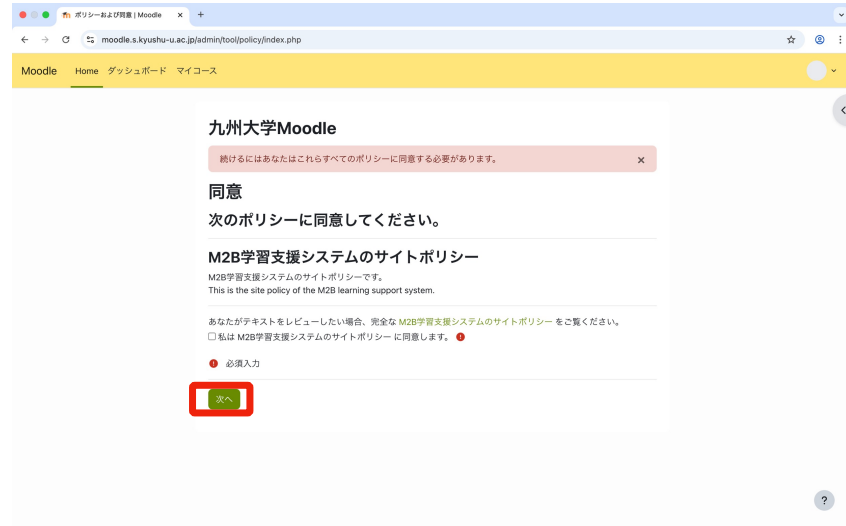 ポリシーおよび同意 | Moodle
moodle.s.kyushu-u.ac.jp/admin/tool/policy/index.php
Moodle Home ダッシュボード マイコース
九州大学Moodle
続けるにはあなたはこれらすべてのポリシーに同意する必要があります。
同意
次のポリシーに同意してください。
M2B学習支援システムのサイトポリシー
M2B学習支援システムのサイトポリシーです。
This is the site policy of the M2B learning support system.
あなたがテキストをレビューしたい場合、完全な M2B学習支援システムのサイトポリシー をご覧ください。
私は M2B学習支援システムのサイトポリシー に同意します。
必須入力
次へ
?